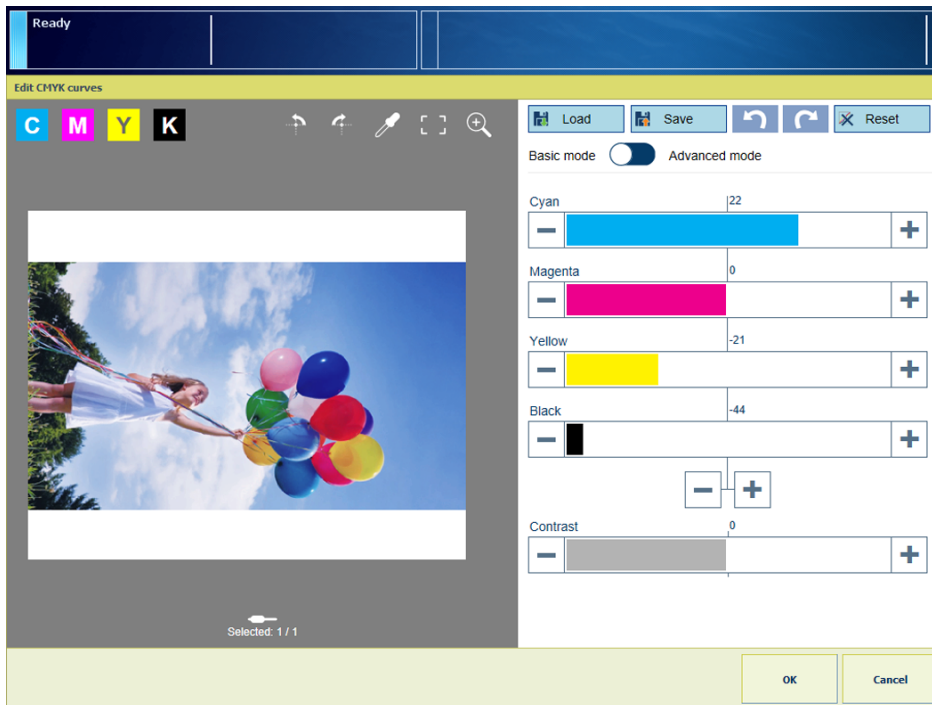 Ready
Edit CMYK curves
C M Y K
Load Save Reset
Basic mode Advanced mode
Cyan 22
Magenta 0
Yellow -21
Black -44
Contrast 0
Selected: 1 / 1
OK Cancel